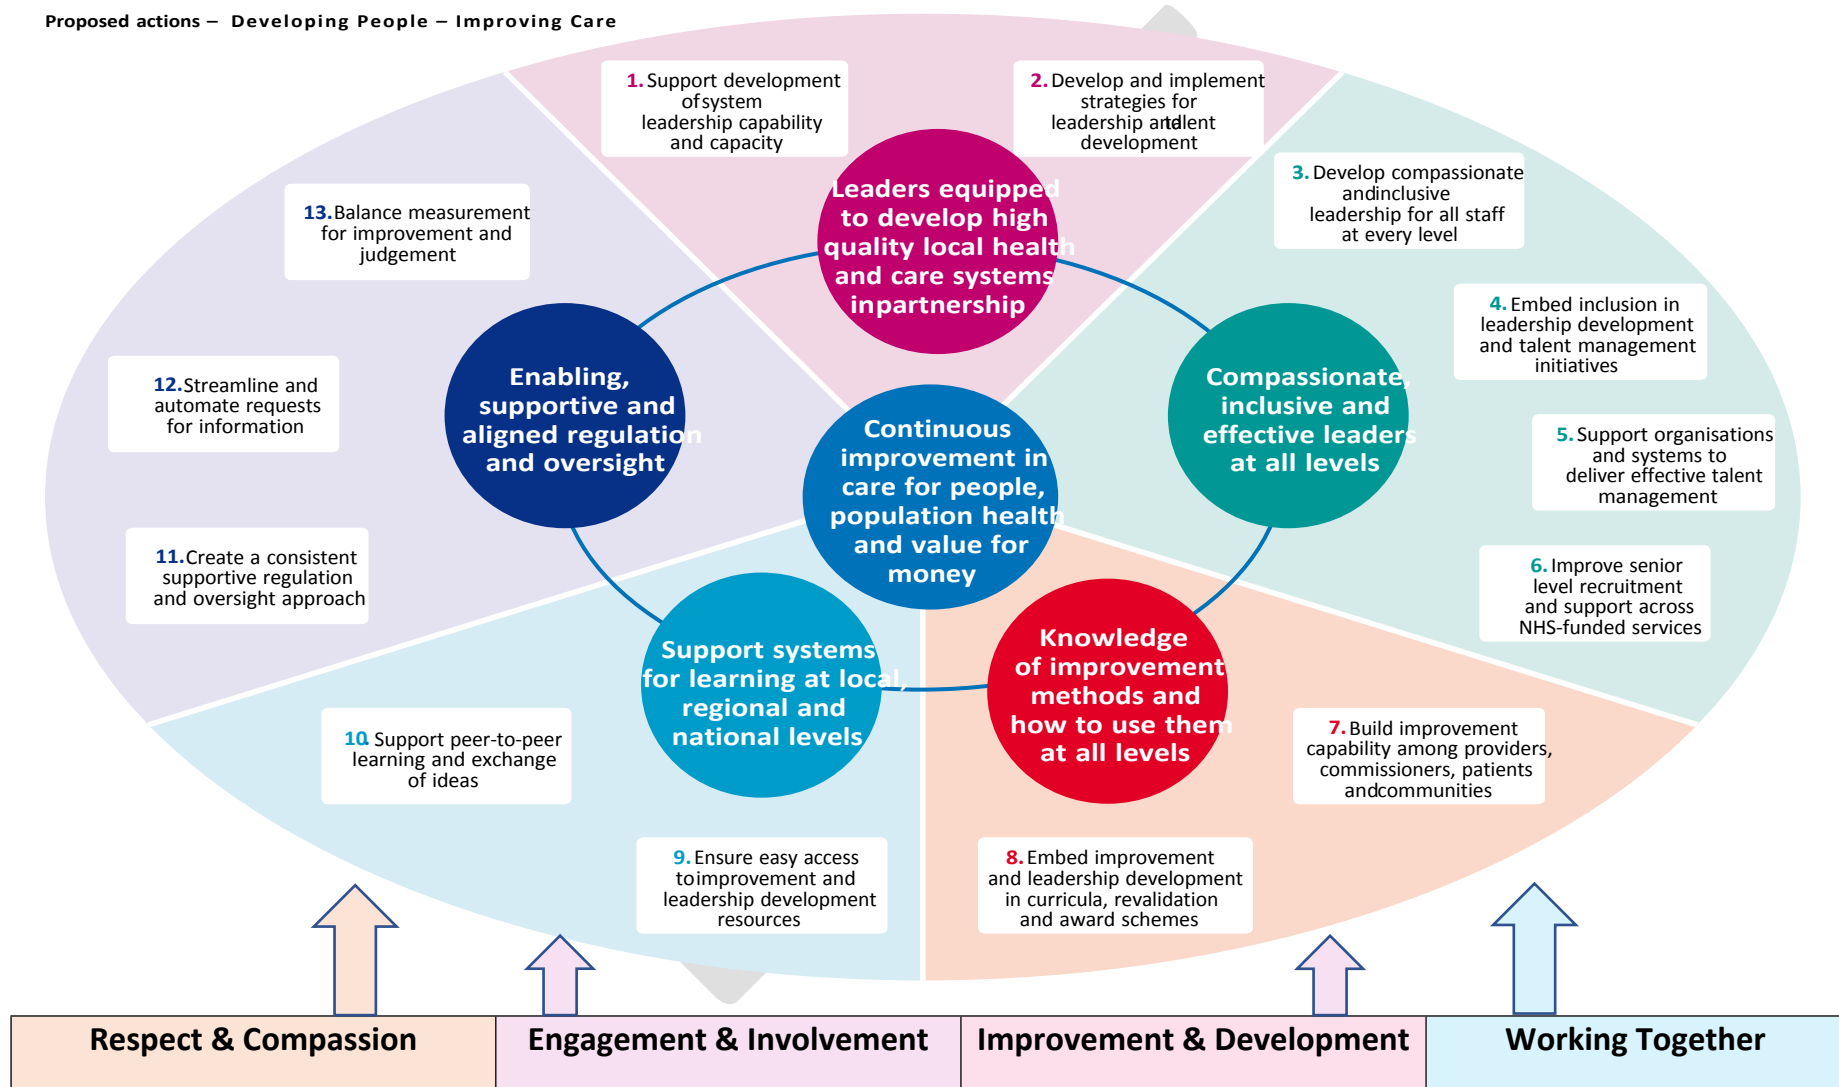 Proposed actions – Developing People – Improving Care
1. Support development
of system
leadership capability
and capacity
2. Develop and implement
strategies for
leadership and talent
development
3. Develop compassionate
and inclusive
leadership for all staff
at every level
4. Embed inclusion in
leadership development
and talent management
initiatives
5. Support organisations
and systems to
deliver effective talent
management
6. Improve senior
level recruitment
and support across
NHS-funded services
7. Build improvement
capability among providers,
commissioners, patients
and communities
8. Embed improvement
and leadership development
in curricula, revalidation
and award schemes
9. Ensure easy access
to improvement and
leadership development
resources
10. Support peer-to-peer
learning and exchange
of ideas
11. Create a consistent
supportive regulation
and oversight approach
12. Streamline and
automate requests
for information
13. Balance measurement
for improvement and
judgement
Leaders equipped
to develop high
quality local health
and care systems
in partnership
Compassionate,
inclusive and
effective leaders
at all levels
Knowledge
of improvement
methods and
how to use them
at all levels
Support systems
for learning at local,
regional and
national levels
Enabling,
supportive and
aligned regulation
and oversight
Continuous
improvement in
care for people,
population health
and value for
money
Respect & Compassion
Engagement & Involvement
Improvement & Development
Working Together